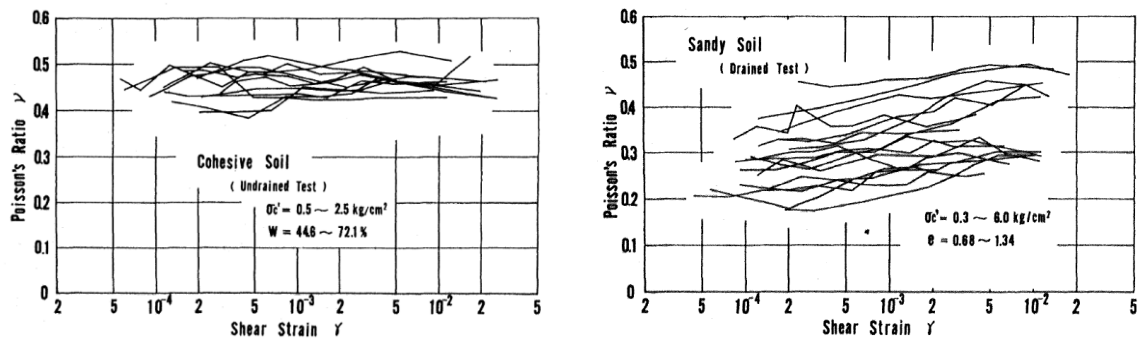 0.6
0.5
0.4
0.3
0.2
0.1
0
Poisson's Ratio ν
Cohesive Soil
( Undrained Test )
σc' = 0.5 ~ 2.5 kg/cm²
W = 44.6 ~ 72.1 %
2 5 10⁻⁴ 2 5 10⁻³ 2 5 10⁻² 2 5
Shear Strain γ
0.6
0.5
0.4
0.3
0.2
0.1
0
Poisson's Ratio ν
Sandy Soil
( Drained Test )
σc' = 0.3 ~ 6.0 kg/cm²
e = 0.68 ~ 1.34
2 5 10⁻⁴ 2 5 10⁻³ 2 5 10⁻² 2 5
Shear Strain γ